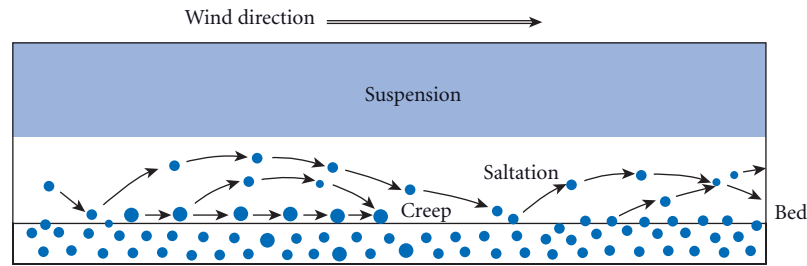 Wind direction
Suspension
Saltation
Creep
Bed